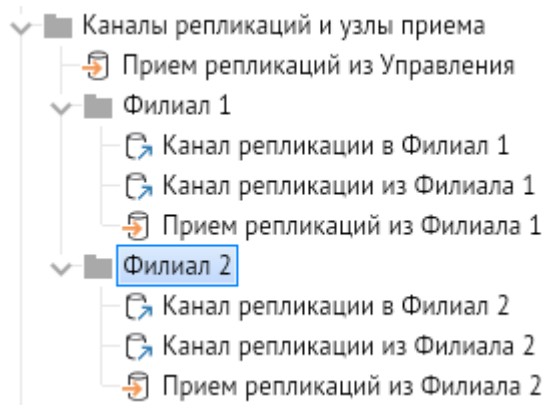 Каналы репликаций и узлы приема
Прием репликаций из Управления
Филиал 1
Канал репликации в Филиал 1
Канал репликации из Филиала 1
Прием репликаций из Филиала 1
Филиал 2
Канал репликации в Филиал 2
Канал репликации из Филиала 2
Прием репликаций из Филиала 2